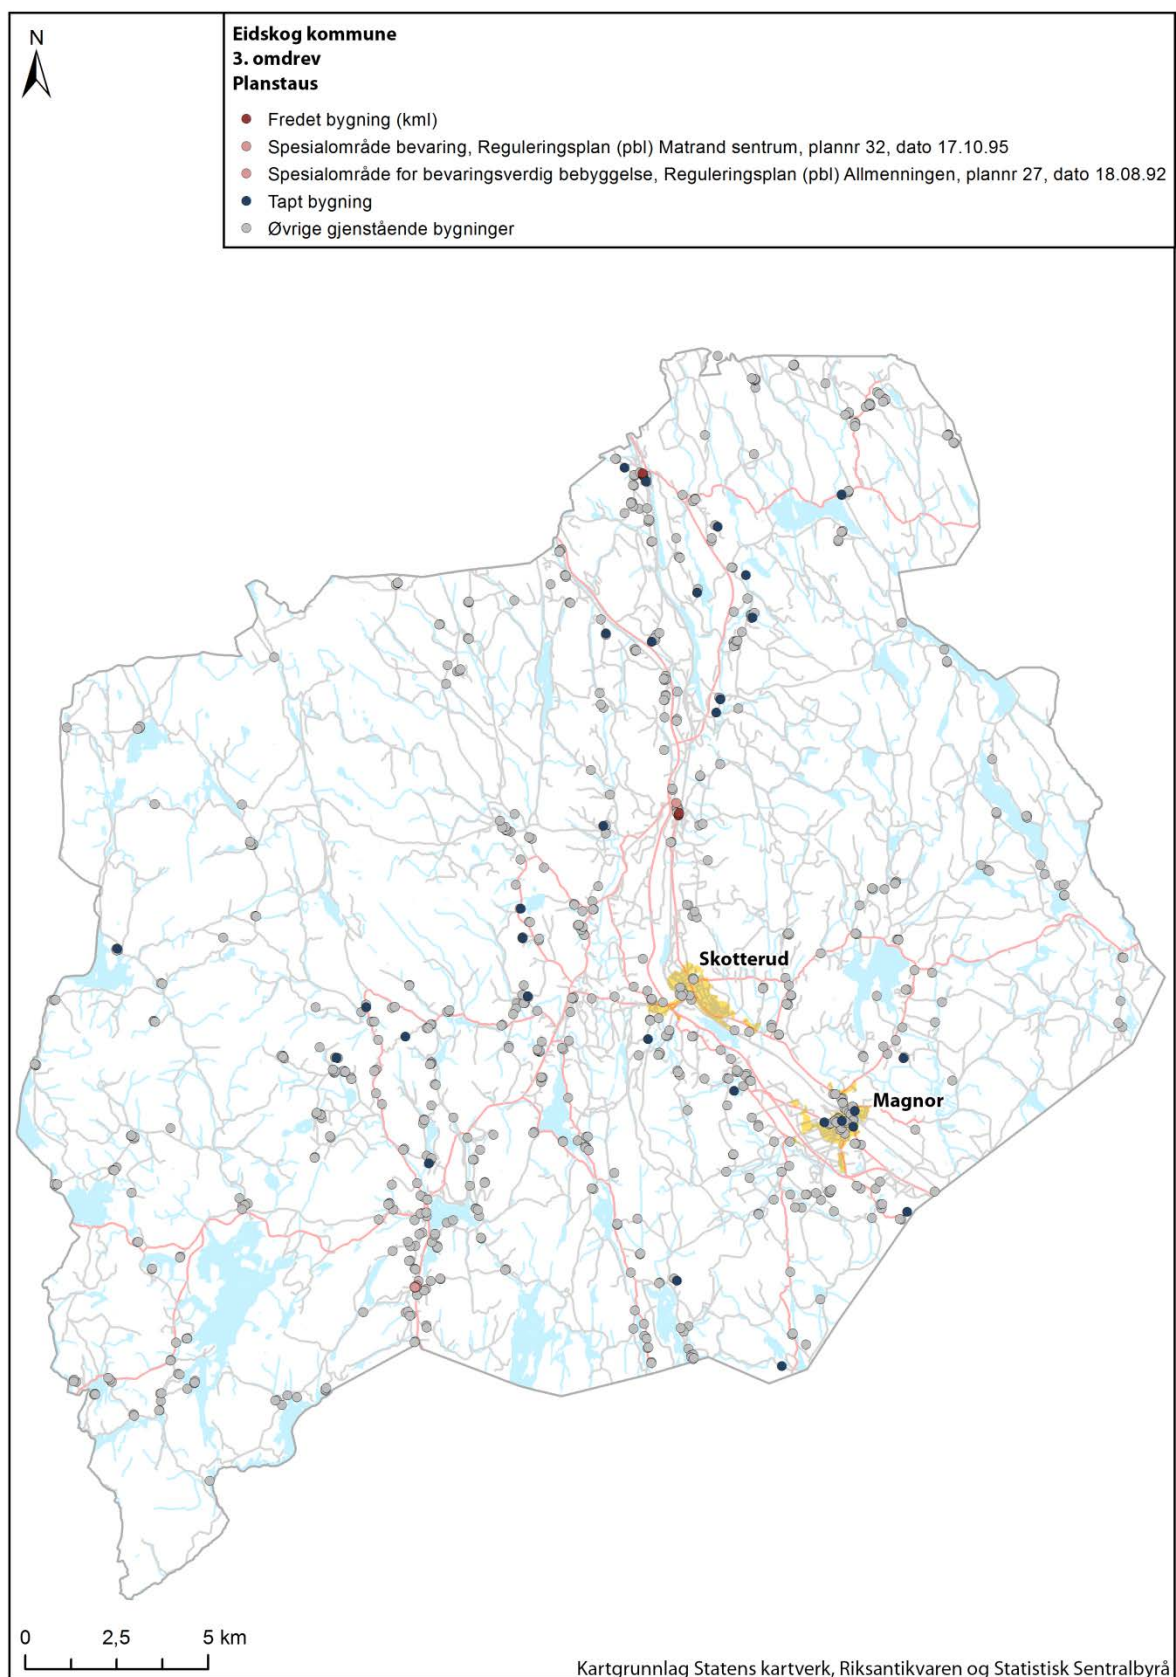 N
Eidskog kommune
3. omdrev
Planstaus
Fredet bygning (kml)
Spesialområde bevaring, Reguleringsplan (pbl) Matrand sentrum, plannr 32, dato 17.10.95
Spesialområde for bevaringsverdig bebyggelse, Reguleringsplan (pbl) Allmenningen, plannr 27, dato 18.08.92
Tapt bygning
Øvrige gjenstående bygninger
Skotterud
Magnor
0 2,5 5 km
Kartgrunnlag Statens kartverk, Riksantikvaren og Statistisk Sentralbyrå